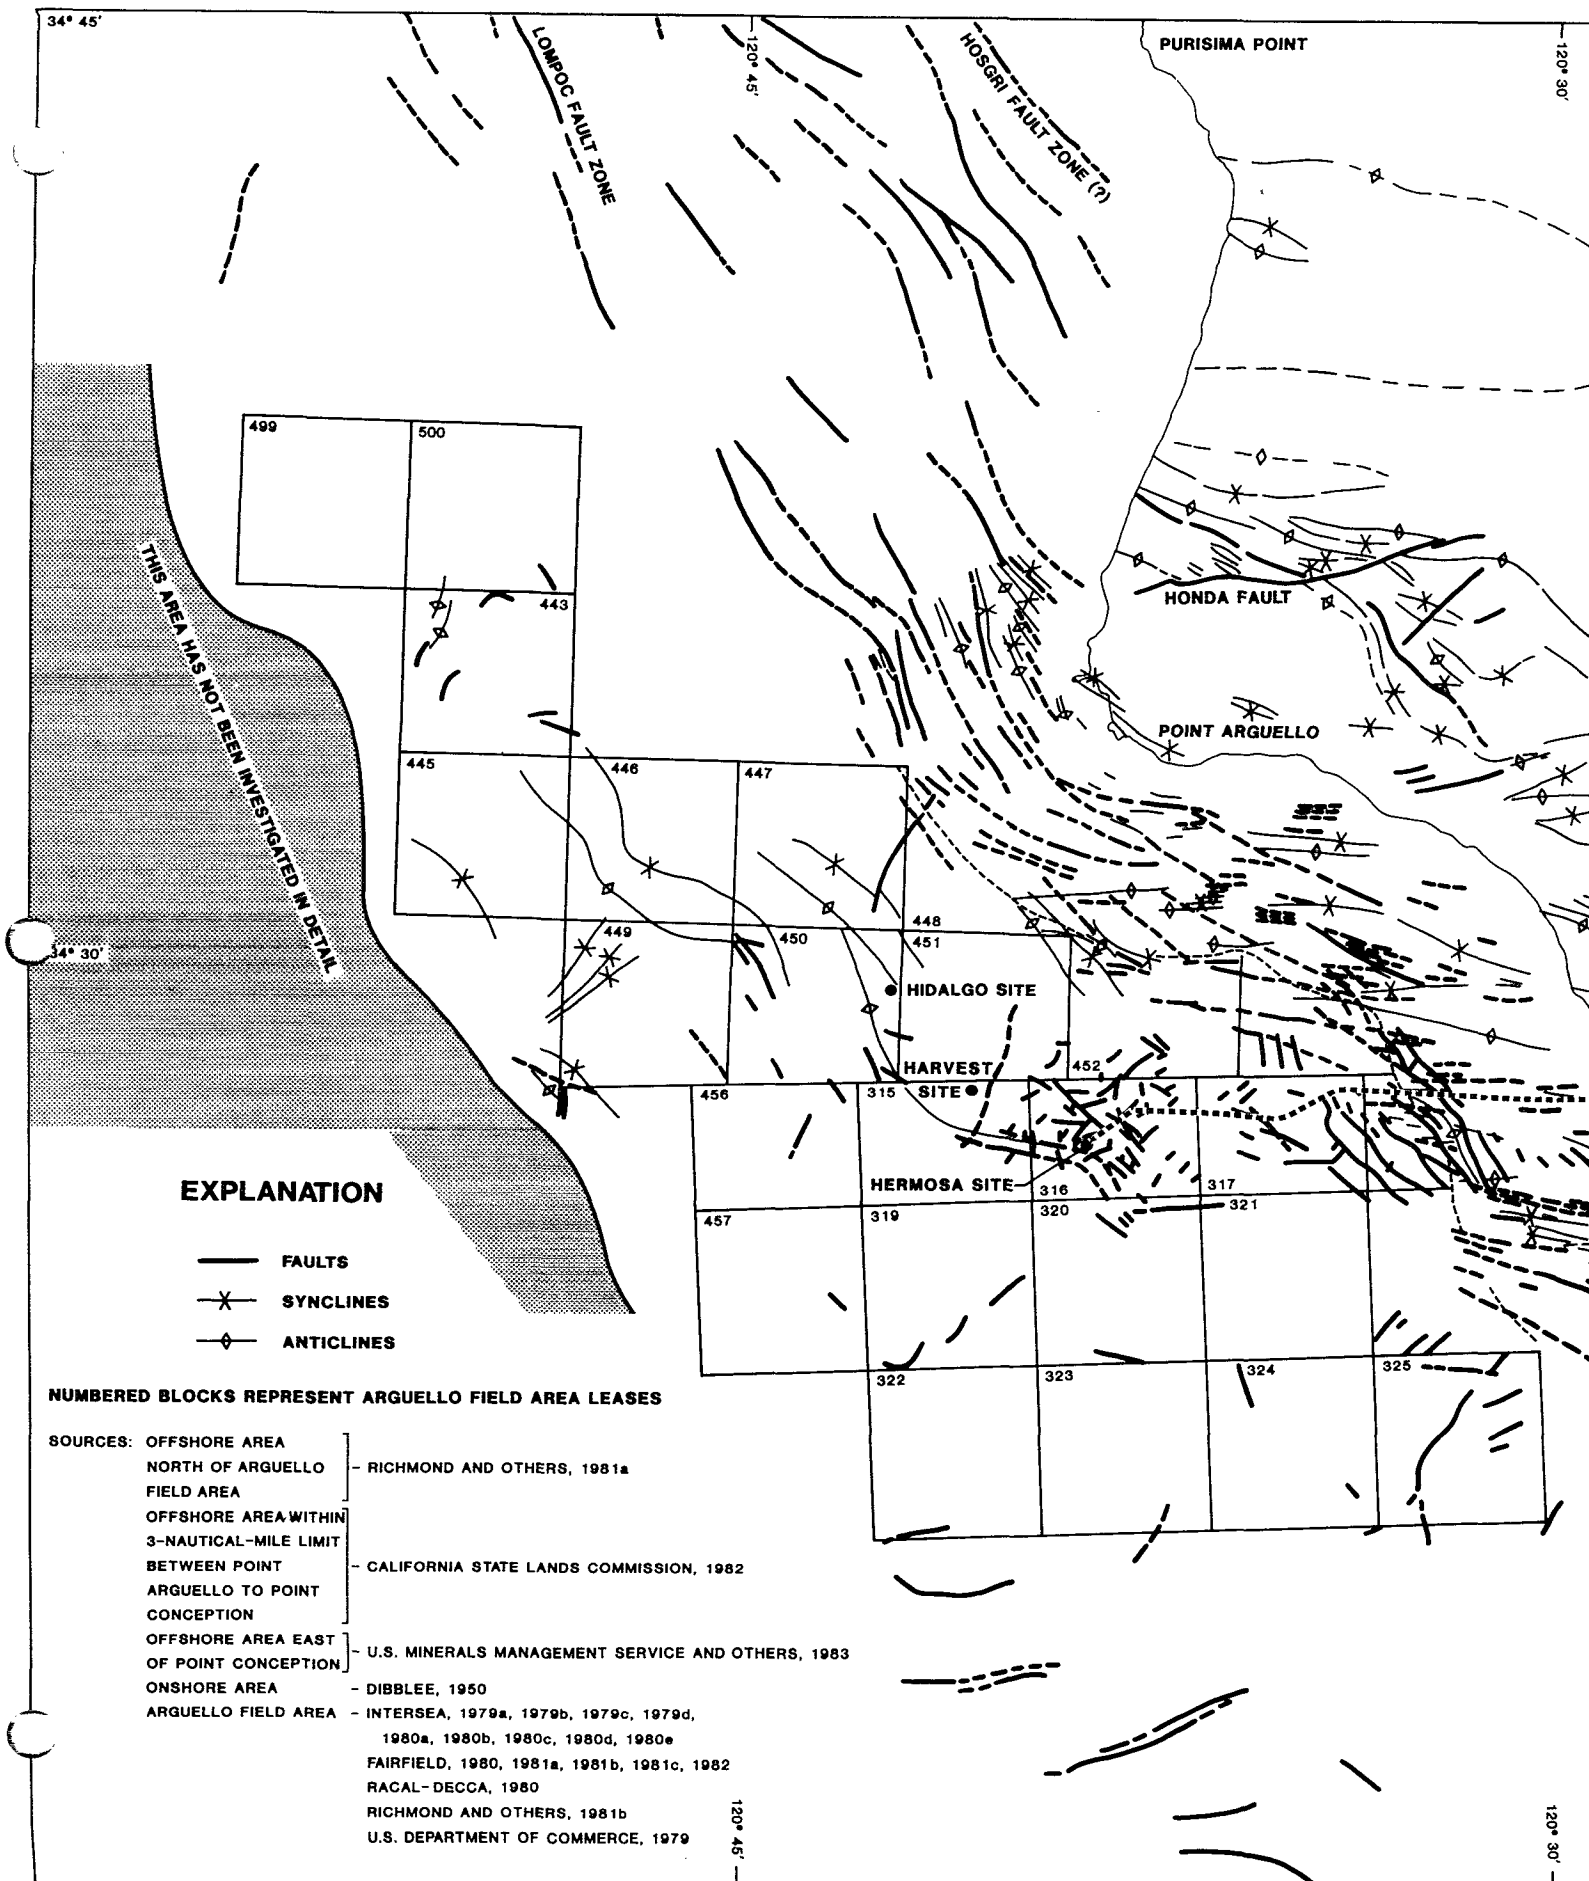 34° 45'
LOMPOC FAULT ZONE
120° 45'
HOSGRI FAULT ZONE (?)
PURISIMA POINT
120° 30'
499
500
443
THIS AREA HAS NOT BEEN INVESTIGATED IN DETAIL
HONDA FAULT
POINT ARGUELLO
445
446
447
448
449
450
451
34° 30'
HIDALGO SITE
HARVEST
SITE
452
456
315
HERMOSA SITE
316
317
457
319
320
321
EXPLANATION
FAULTS
SYNCLINES
ANTICLINES
322
323
324
325
NUMBERED BLOCKS REPRESENT ARGUELLO FIELD AREA LEASES
SOURCES: OFFSHORE AREA
NORTH OF ARGUELLO - RICHMOND AND OTHERS, 1981a
FIELD AREA
OFFSHORE AREA WITHIN
3-NAUTICAL-MILE LIMIT
BETWEEN POINT - CALIFORNIA STATE LANDS COMMISSION, 1982
ARGUELLO TO POINT
CONCEPTION
OFFSHORE AREA EAST
OF POINT CONCEPTION - U.S. MINERALS MANAGEMENT SERVICE AND OTHERS, 1983
ONSHORE AREA - DIBBLEE, 1950
ARGUELLO FIELD AREA - INTERSEA, 1979a, 1979b, 1979c, 1979d,
1980a, 1980b, 1980c, 1980d, 1980e
FAIRFIELD, 1980, 1981a, 1981b, 1981c, 1982
RACAL-DECCA, 1980
RICHMOND AND OTHERS, 1981b
U.S. DEPARTMENT OF COMMERCE, 1979
120° 45'
120° 30'